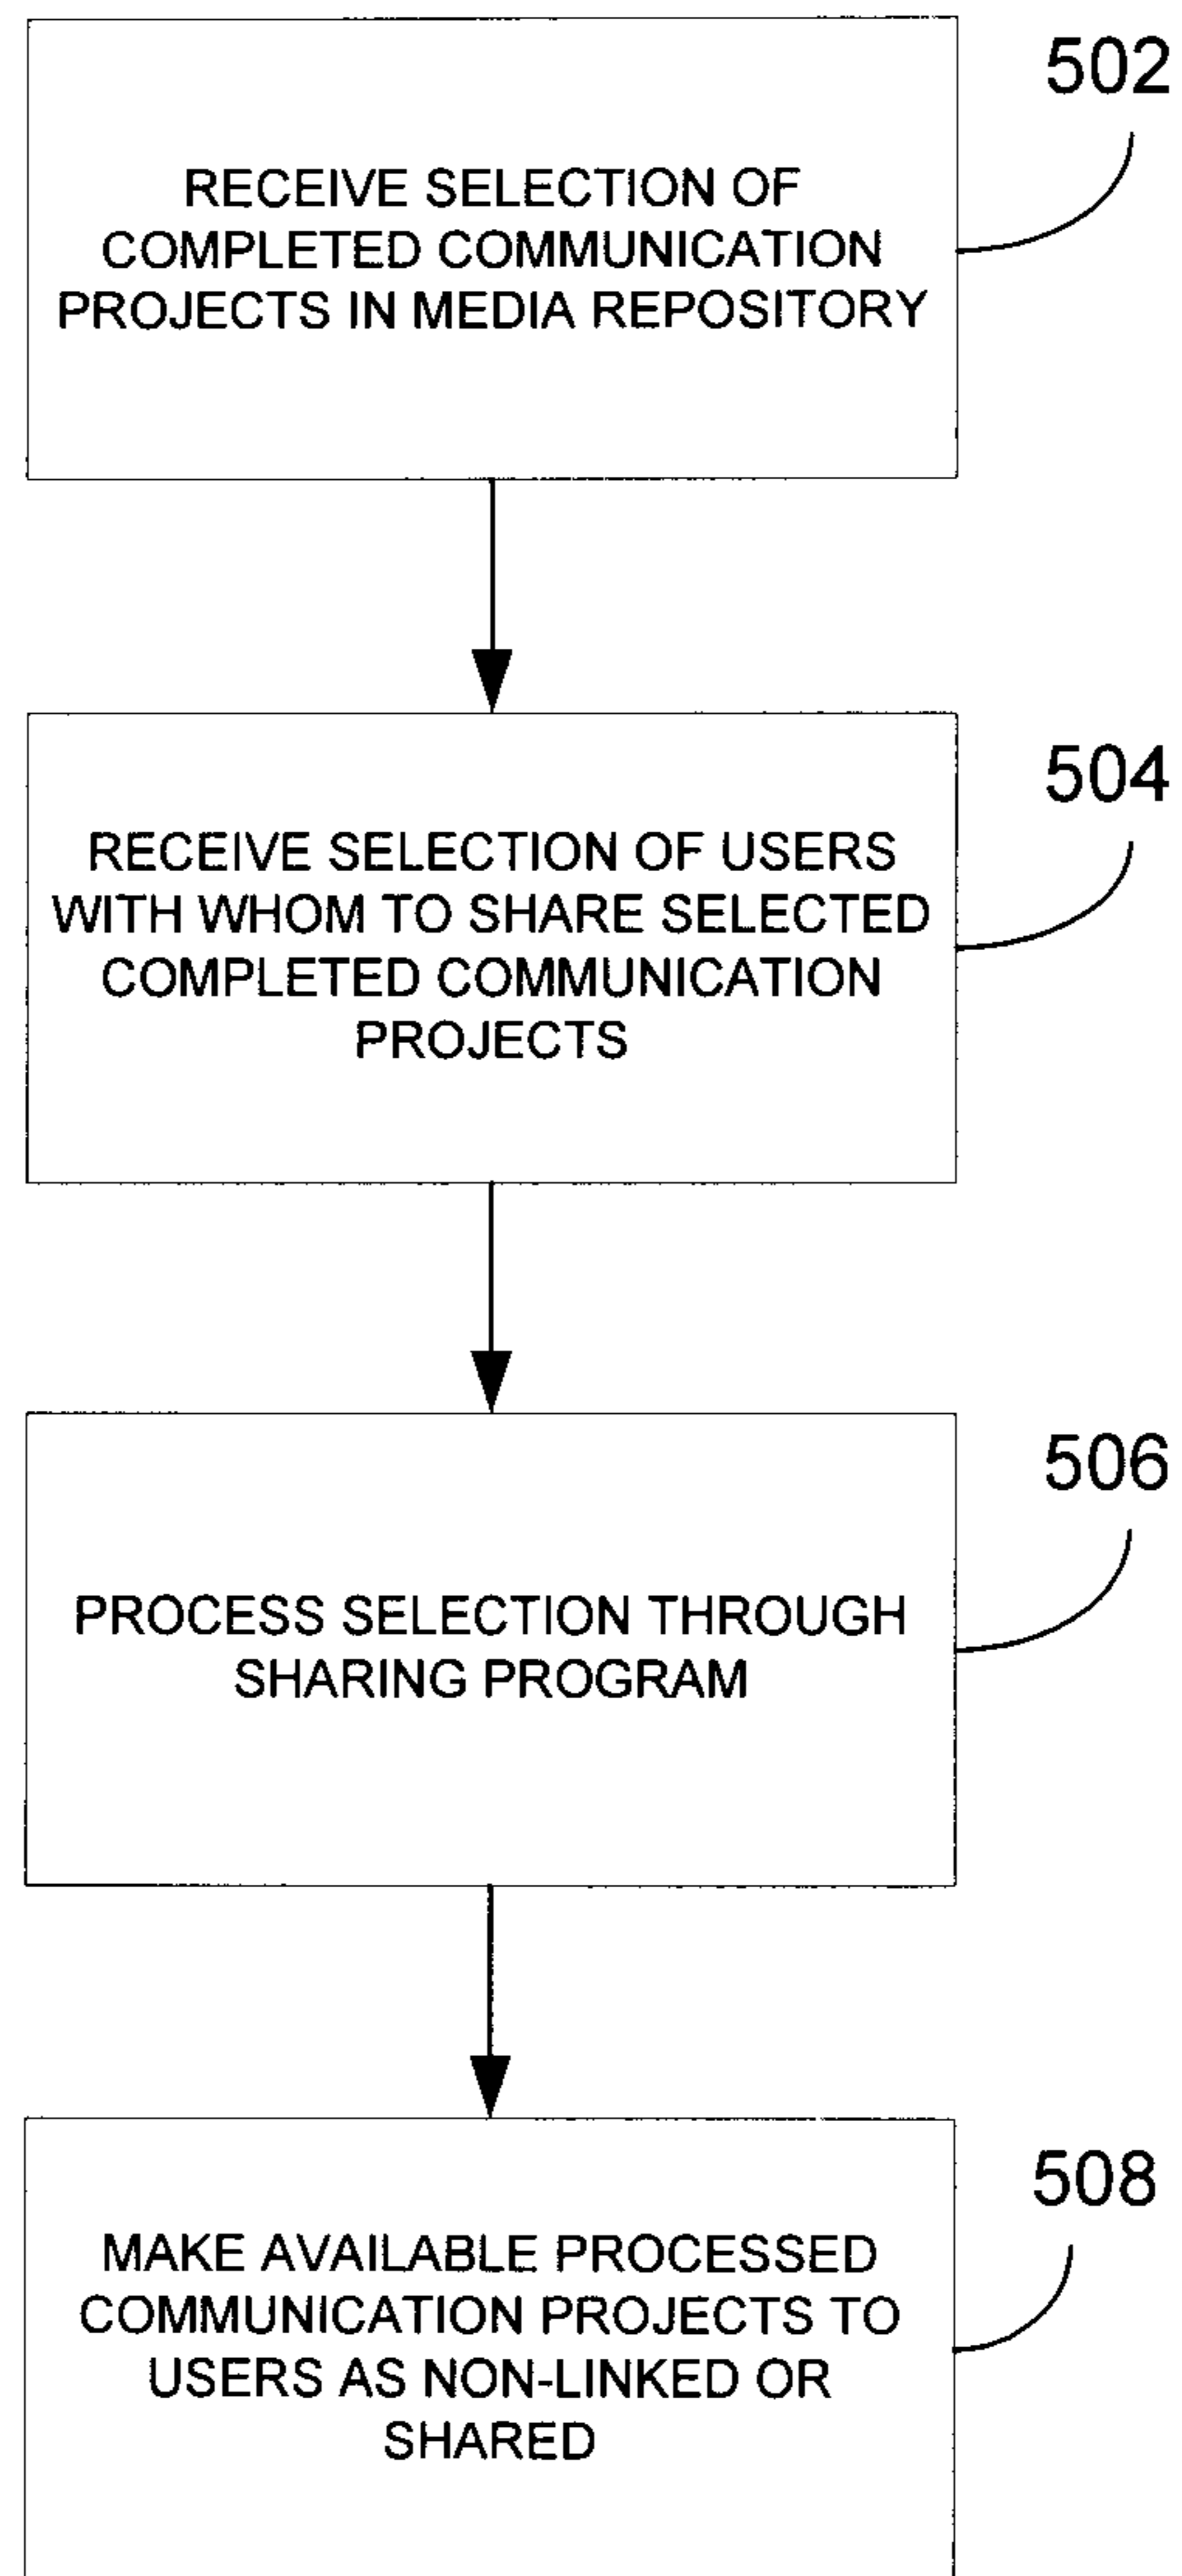 502
RECEIVE SELECTION OF
COMPLETED COMMUNICATION
PROJECTS IN MEDIA REPOSITORY
504
RECEIVE SELECTION OF USERS
WITH WHOM TO SHARE SELECTED
COMPLETED COMMUNICATION
PROJECTS
506
PROCESS SELECTION THROUGH
SHARING PROGRAM
508
MAKE AVAILABLE PROCESSED
COMMUNICATION PROJECTS TO
USERS AS NON-LINKED OR
SHARED